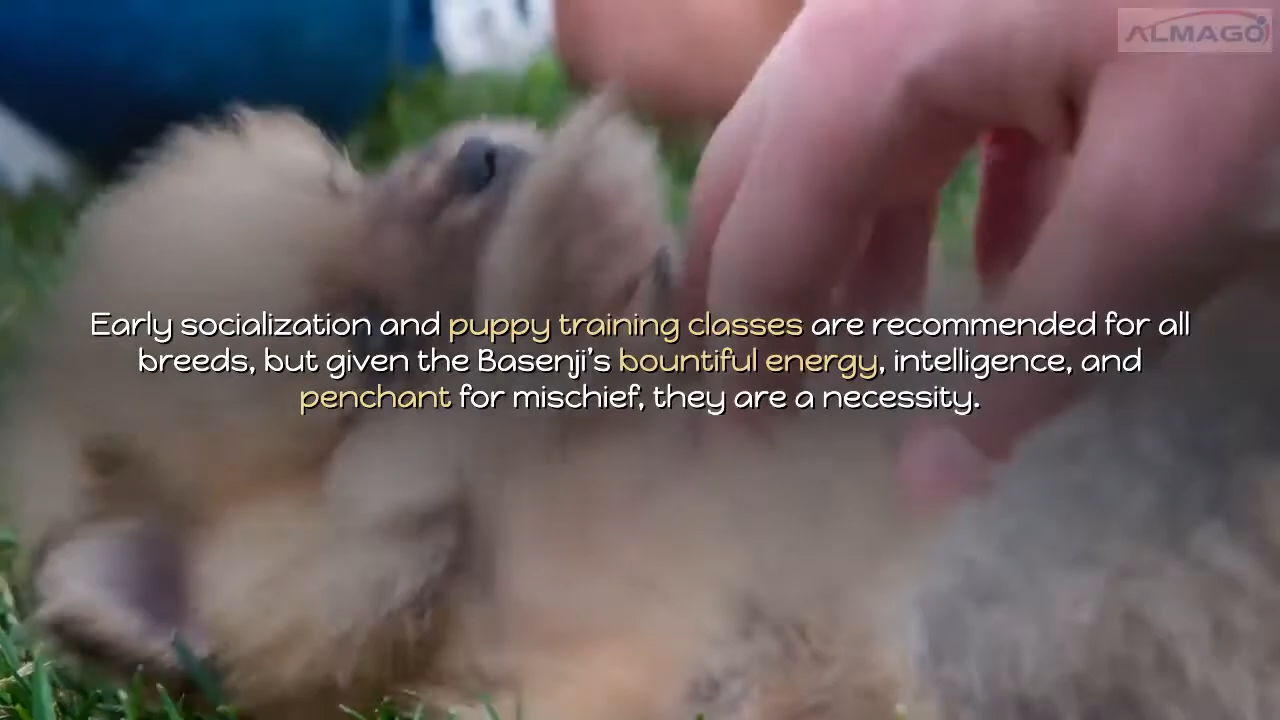 ALMAGO
Early socialization and puppy training classes are recommended for all
breeds, but given the Basenji's bountiful energy, intelligence, and
penchant for mischief, they are a necessity.